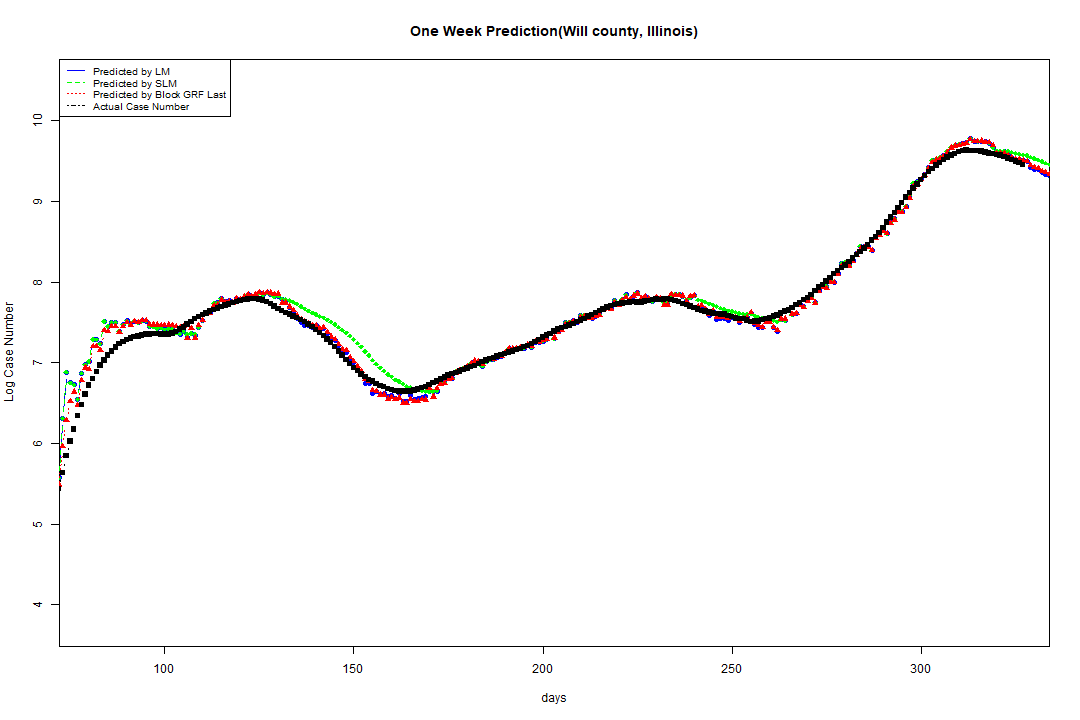 One Week Prediction(Will county, Illinois)
Predicted by LM
Predicted by SLM
Predicted by Block GRF Last
Actual Case Number
10
9
8
7
6
5
4
Log Case Number
100 150 200 250 300
days